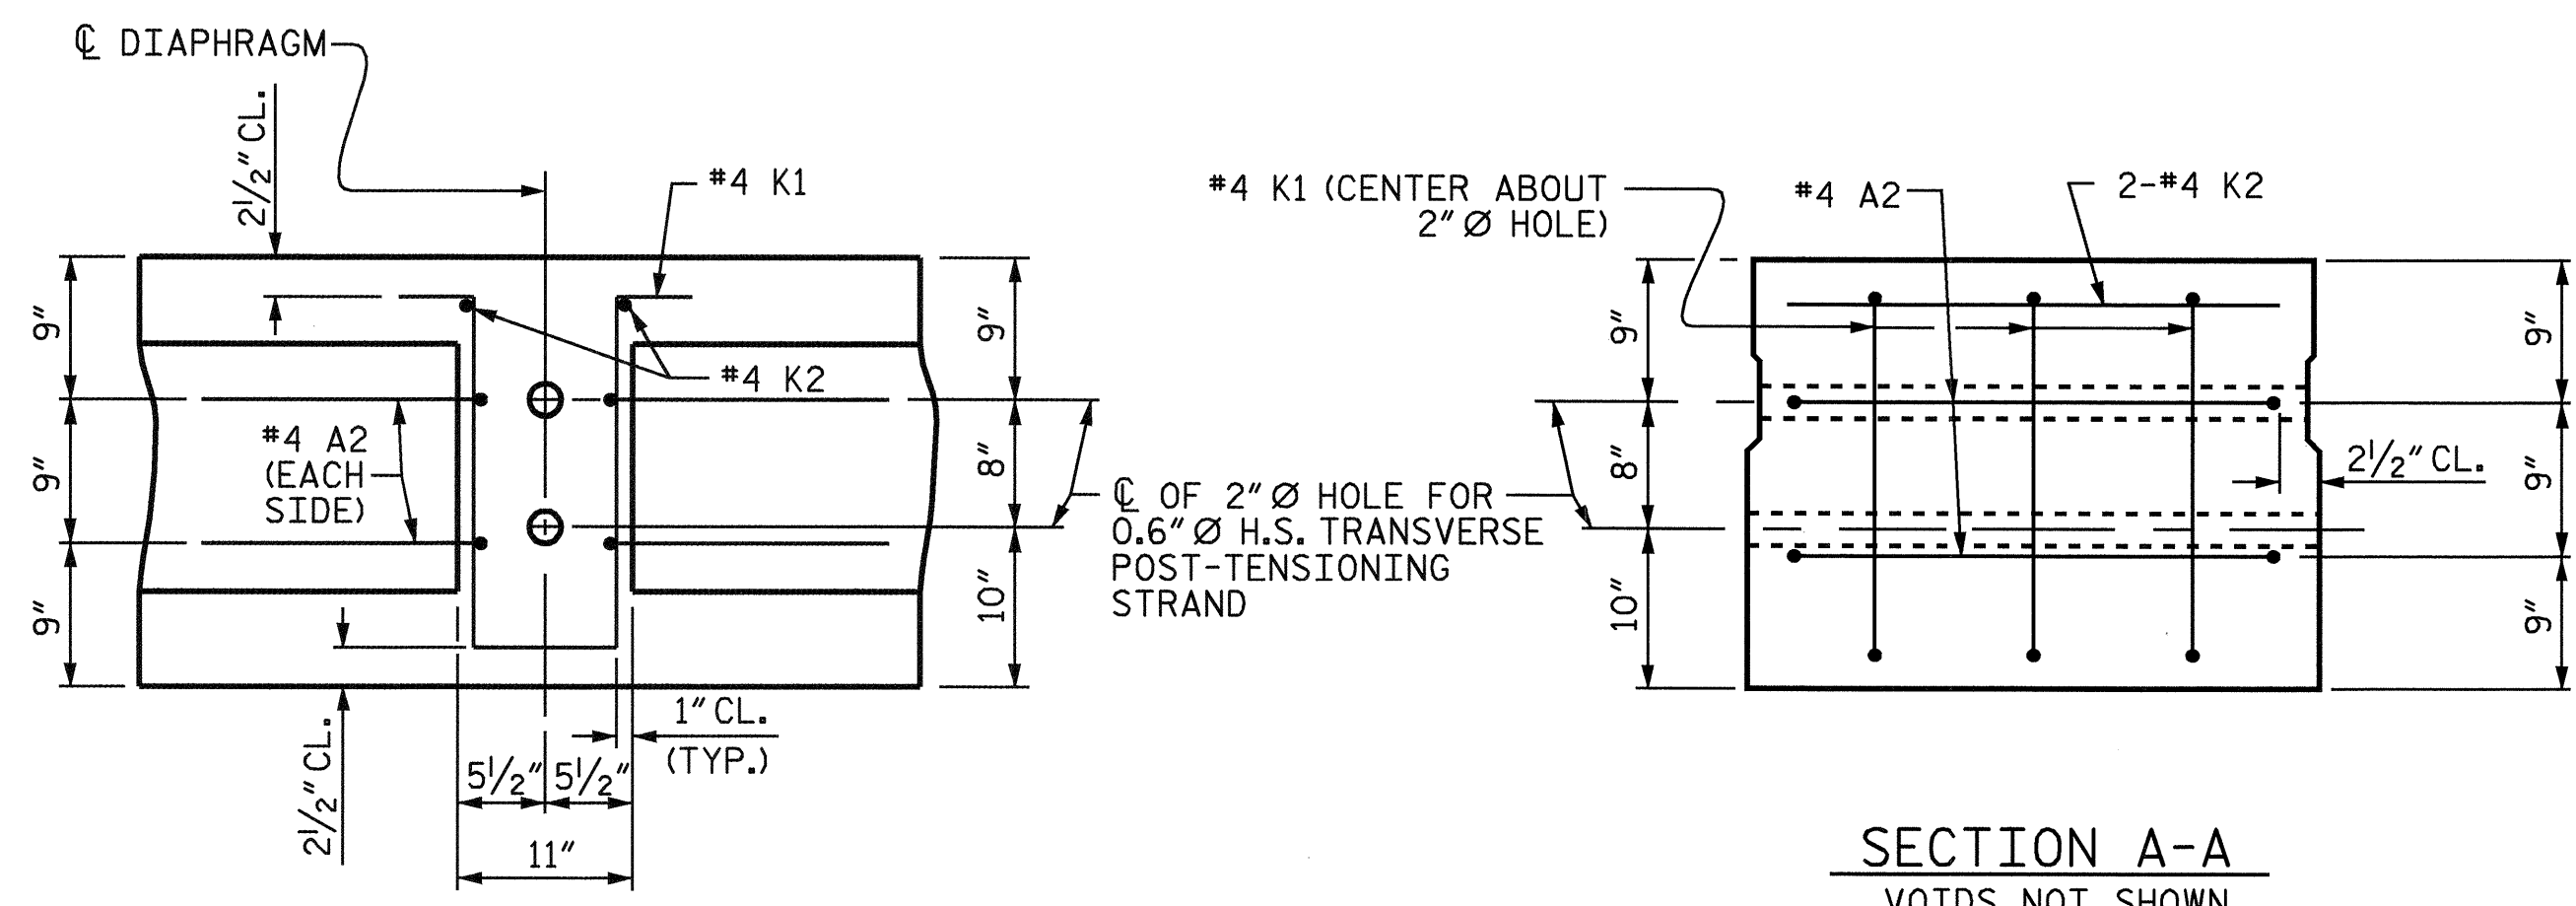 ℄ DIAPHRAGM
2½" CL.
#4 K1
9"
9"
#4 K2
#4 A2
(EACH
SIDE)
9"
8"
9"
10"
2½" CL.
1" CL.
(TYP.)
5½"
5½"
11"
℄ OF 2"Ø HOLE FOR
0.6"Ø H.S. TRANSVERSE
POST-TENSIONING
STRAND
#4 K1 (CENTER ABOUT
2"Ø HOLE)
#4 A2
2-#4 K2
9"
9"
8"
9"
2½" CL.
10"
9"
SECTION A-A
VOIDS NOT SHOWN